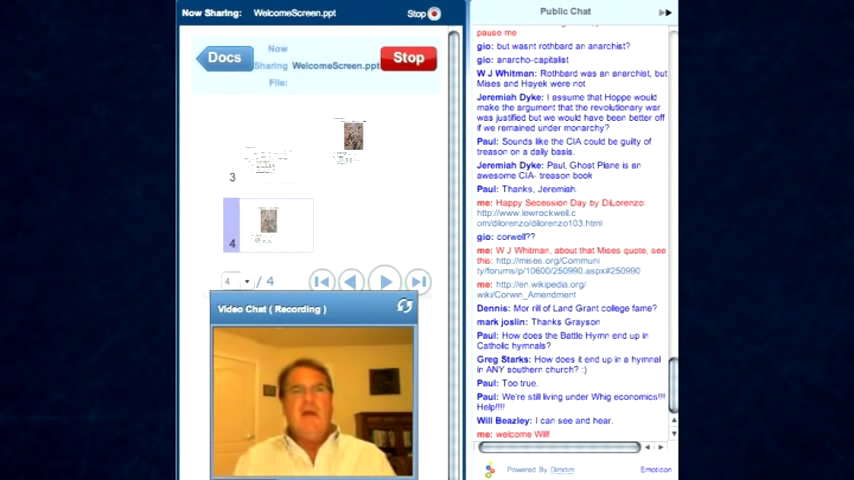 Now Sharing: WelcomeScreen.ppt Stop
Docs
Now
Sharing WelcomeScreen.ppt
File:
Stop
3
4
4 / 4
Video Chat ( Recording )
Public Chat
pause me
gio: but wasnt rothbard an anarchist?
gio: anarcho-capitalist
W J Whitman: Rothbard was an anarchist, but
Mises and Hayek were not
Jeremiah Dyke: I assume that Hoppe would
make the argument that the revolutionary war
was justified but we would have been better off
if we remained under monarchy?
Paul: Sounds like the CIA could be guilty of
treason on a daily basis.
Jeremiah Dyke: Paul, Ghost Plane is an
awesome CIA- treason book
Paul: Thanks, Jeremiah.
me: Happy Secession Day by DiLorenzo:
http://www.lewrockwell.c
om/dilorenzo/dilorenzo103.html
gio: corwell??
me: W J Whitman, about that Mises quote, see
this: http://mises.org/Communi
ty/forums/p/10600/250990.aspx#250990
me: http://en.wikipedia.org/
wiki/Corwin_Amendment
Dennis: Mor rill of Land Grant college fame?
mark joslin: Thanks Grayson
Paul: How does the Battle Hymn end up in
Catholic hymnals?
Greg Starks: How does it end up in a hymnal
in ANY southern church? :)
Paul: Too true.
Paul: We're still living under Whig economics!!!
Help!!!!
Will Beazley: I can see and hear.
me: welcome Will!
Powered By Dimdim
Emoticon